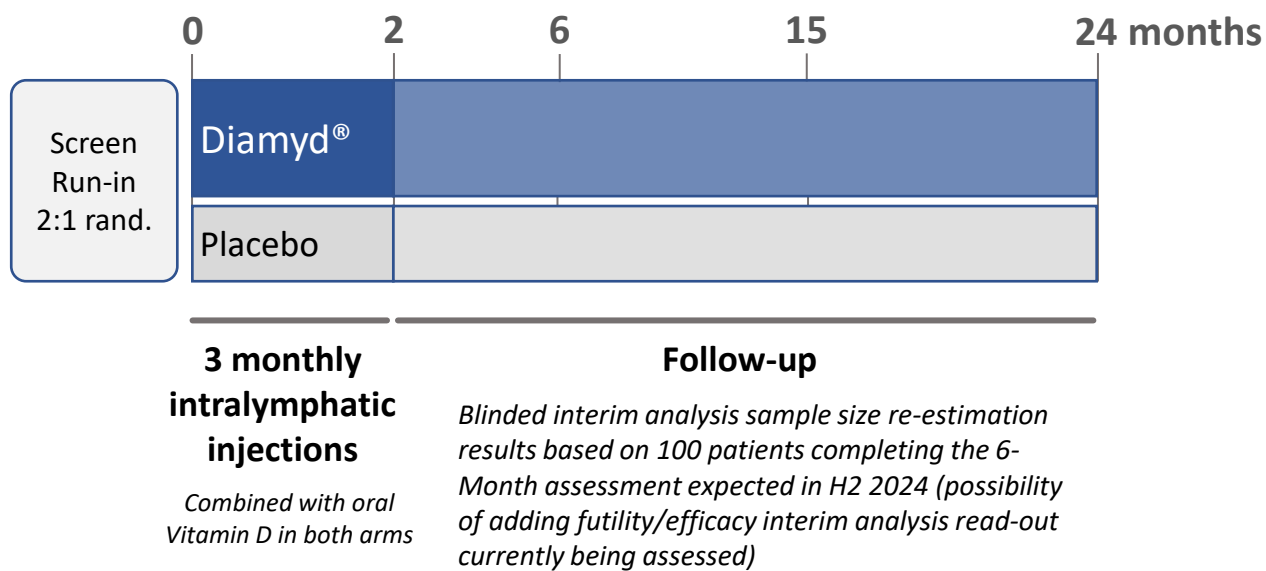 0 2 6 15 24 months
Screen
Run-in
2:1 rand.
Diamyd®
Placebo
3 monthly
intralymphatic
injections
Combined with oral
Vitamin D in both arms
Follow-up
Blinded interim analysis sample size re-estimation
results based on 100 patients completing the 6-
Month assessment expected in H2 2024 (possibility
of adding futility/efficacy interim analysis read-out
currently being assessed)